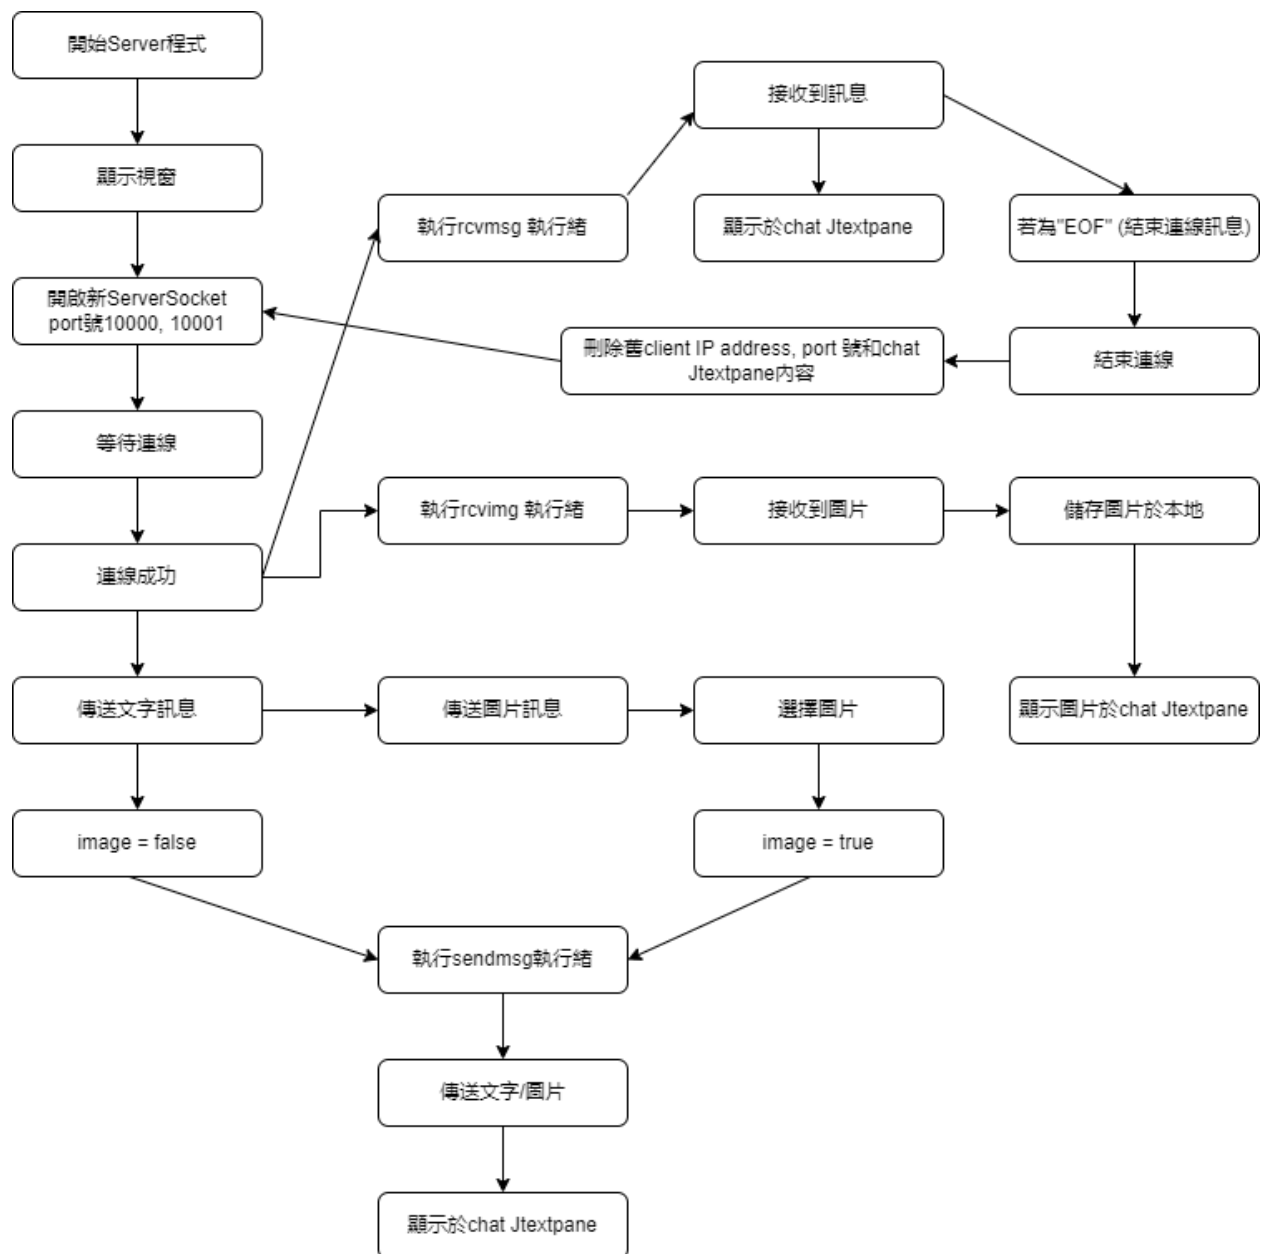 開始Server程式
顯示視窗
開啟新ServerSocket
port號10000, 10001
等待連線
連線成功
執行rcvmsg 執行緒
接收到訊息
顯示於chat Jtextpane
若為"EOF" (結束連線訊息)
結束連線
刪除舊client IP address, port 號和chat
Jtextpane內容
執行rcvimg 執行緒
接收到圖片
儲存圖片於本地
顯示圖片於chat Jtextpane
傳送文字訊息
傳送圖片訊息
選擇圖片
image = false
image = true
執行sendmsg執行緒
傳送文字/圖片
顯示於chat Jtextpane